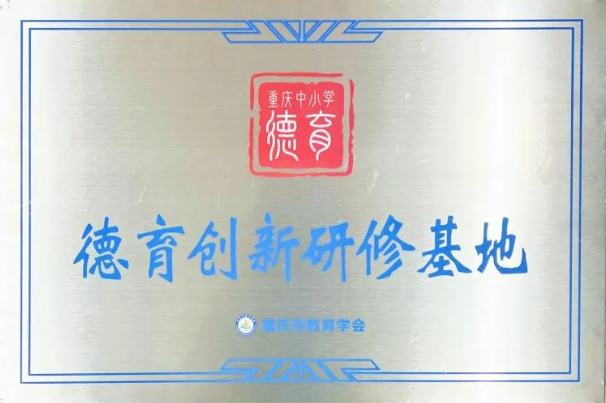 重庆中小学
德育
德育创新研修基地
重庆市教育学会